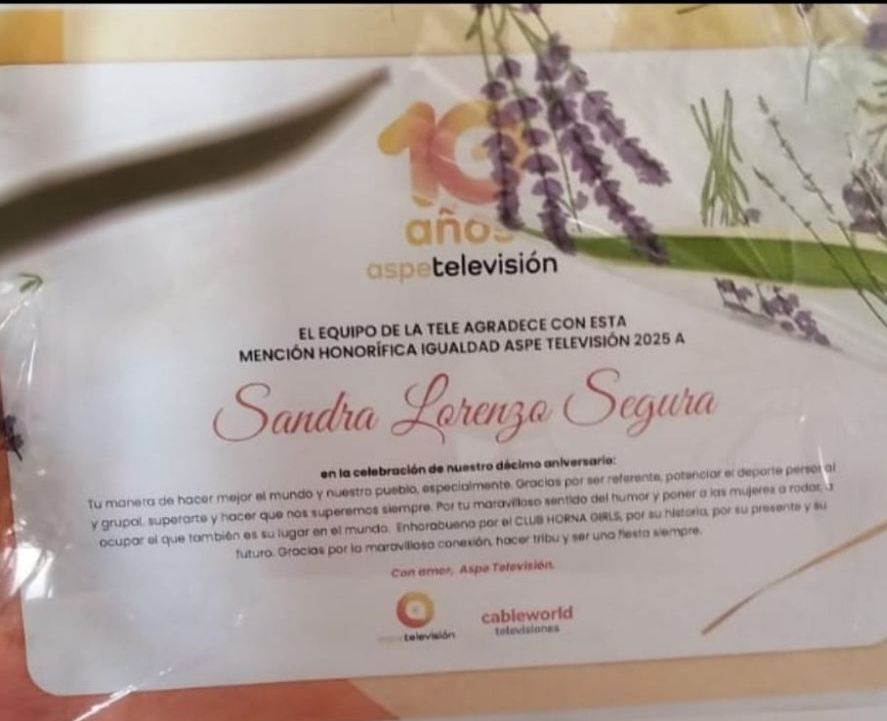 10
años
aspetelevisión
EL EQUIPO DE LA TELE AGRADECE CON ESTA
MENCIÓN HONORÍFICA IGUALDAD ASPE TELEVISIÓN 2025 A
Sandra Lorenzo Segura
en la celebración de nuestro décimo aniversario:
Tu manera de hacer mejor el mundo y nuestro pueblo, especialmente. Gracias por ser referente, potenciar el deporte personal
y grupal, superarte y hacer que nos superemos siempre. Por tu maravilloso sentido del humor y poner a las mujeres a rodar, a
ocupar el que también es su lugar en el mundo. Enhorabuena por el CLUB HORNA GIRLS, por su historia, por su presente y su
futuro. Gracias por la maravillosa conexión, hacer tribu y ser una fiesta siempre.
Con amor, Aspe Televisión.
aspetelevisión
cableworld
televisiones